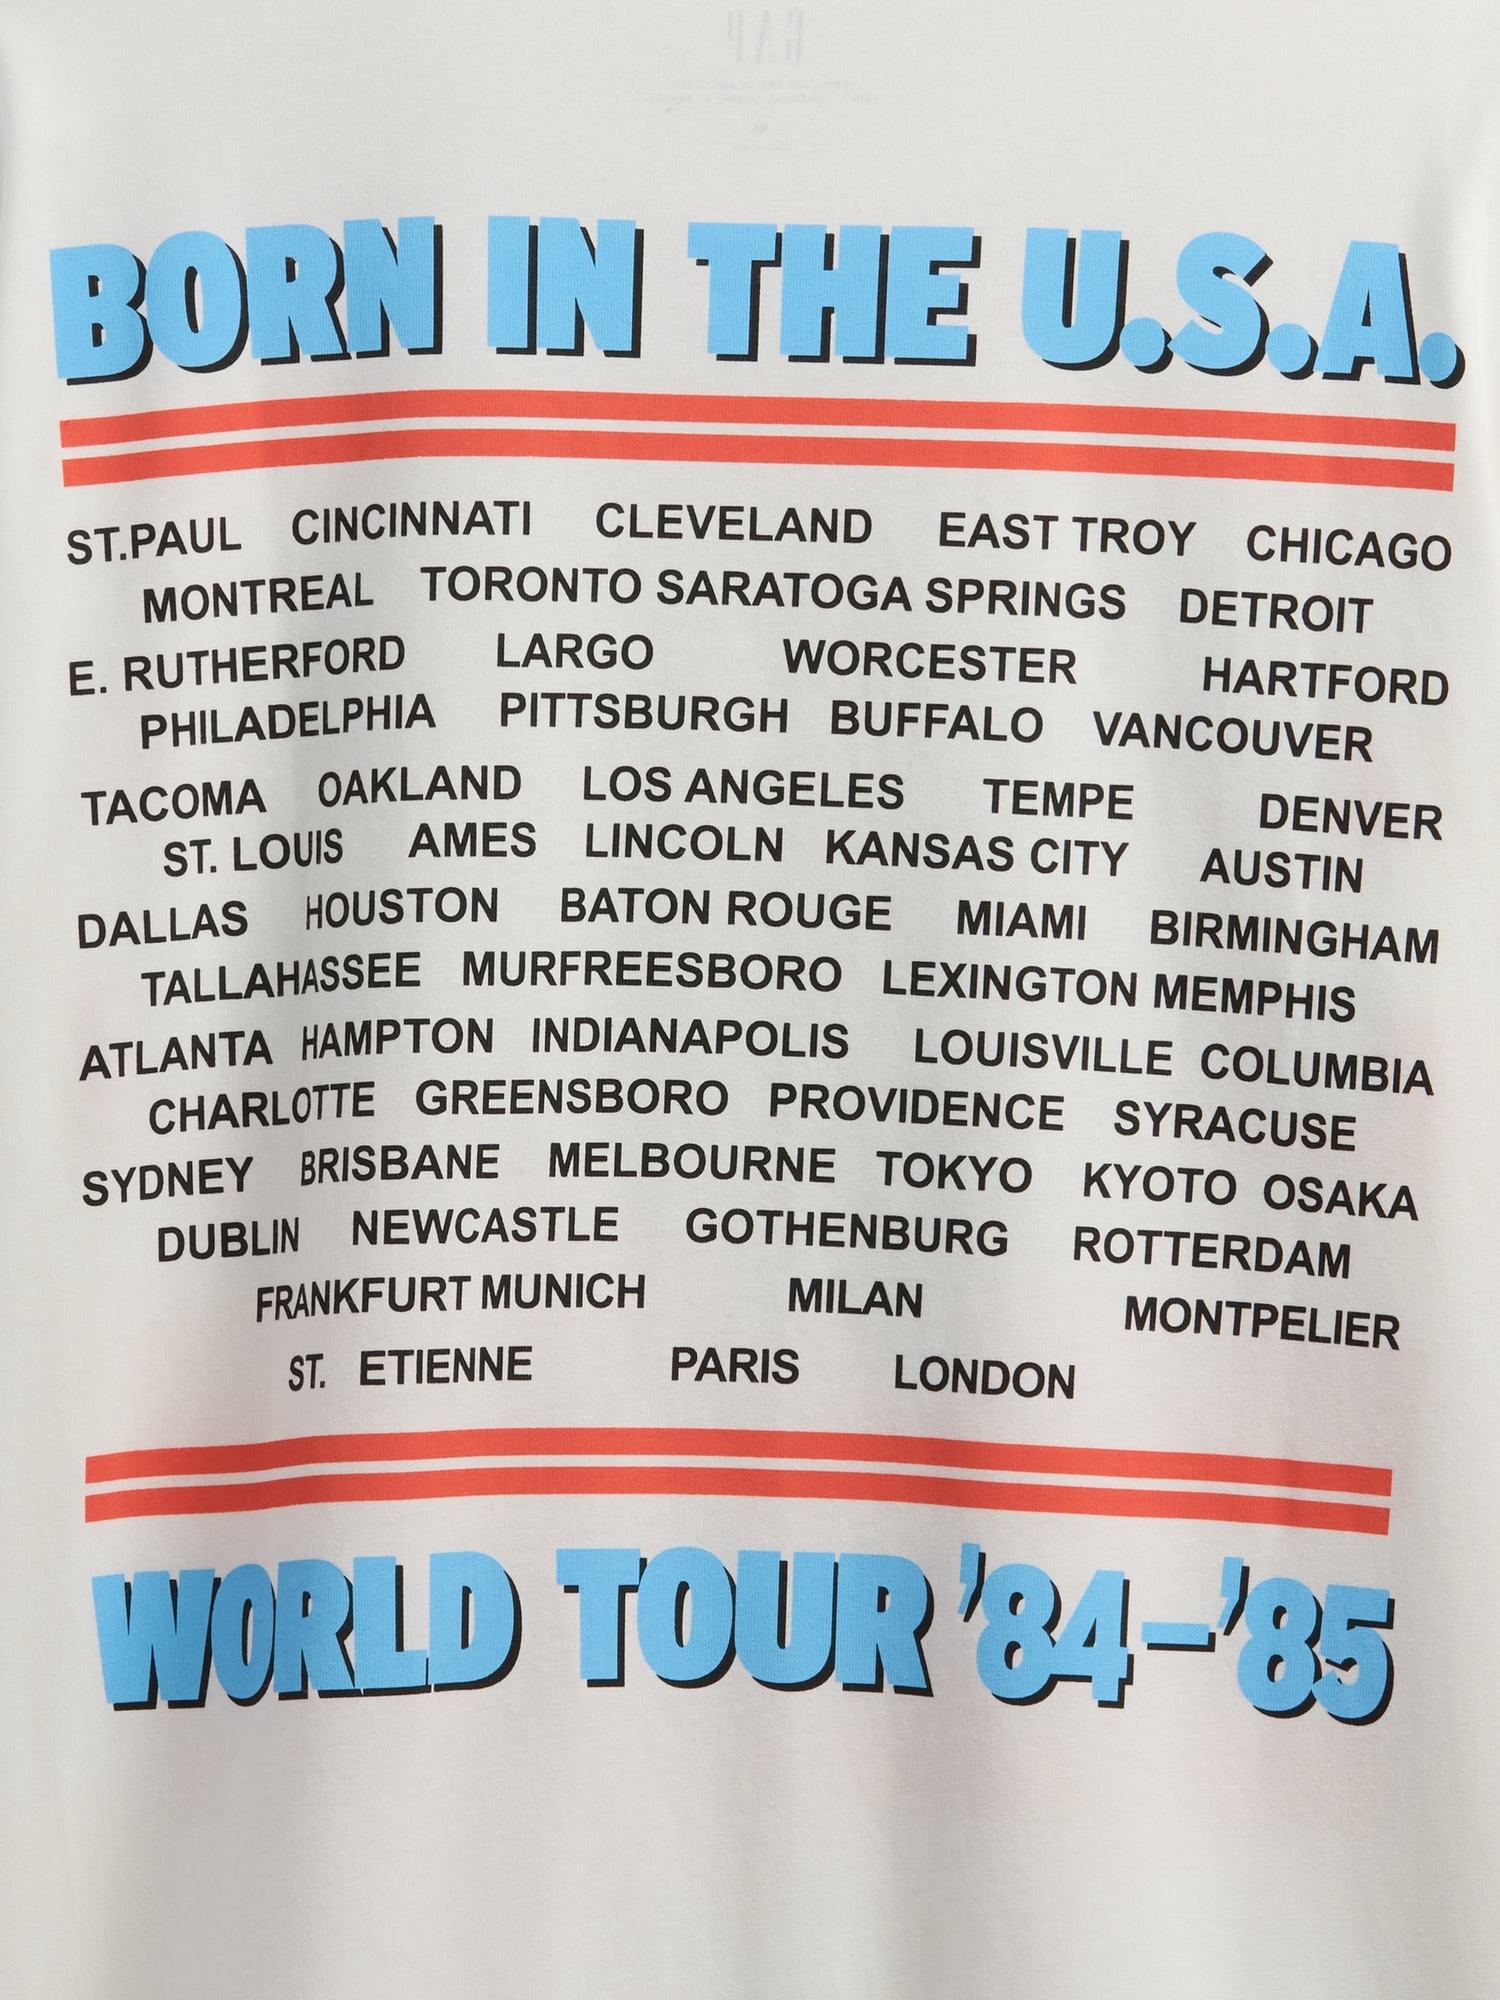 GAP
BORN IN THE U.S.A.
ST.PAUL CINCINNATI CLEVELAND EAST TROY CHICAGO
MONTREAL TORONTO SARATOGA SPRINGS DETROIT
E. RUTHERFORD LARGO WORCESTER HARTFORD
PHILADELPHIA PITTSBURGH BUFFALO VANCOUVER
TACOMA OAKLAND LOS ANGELES TEMPE DENVER
ST. LOUIS AMES LINCOLN KANSAS CITY AUSTIN
DALLAS HOUSTON BATON ROUGE MIAMI BIRMINGHAM
TALLAHASSEE MURFREESBORO LEXINGTON MEMPHIS
ATLANTA HAMPTON INDIANAPOLIS LOUISVILLE COLUMBIA
CHARLOTTE GREENSBORO PROVIDENCE SYRACUSE
SYDNEY BRISBANE MELBOURNE TOKYO KYOTO OSAKA
DUBLIN NEWCASTLE GOTHENBURG ROTTERDAM
FRANKFURT MUNICH MILAN MONTPELIER
ST. ETIENNE PARIS LONDON
WORLD TOUR ’84–’85